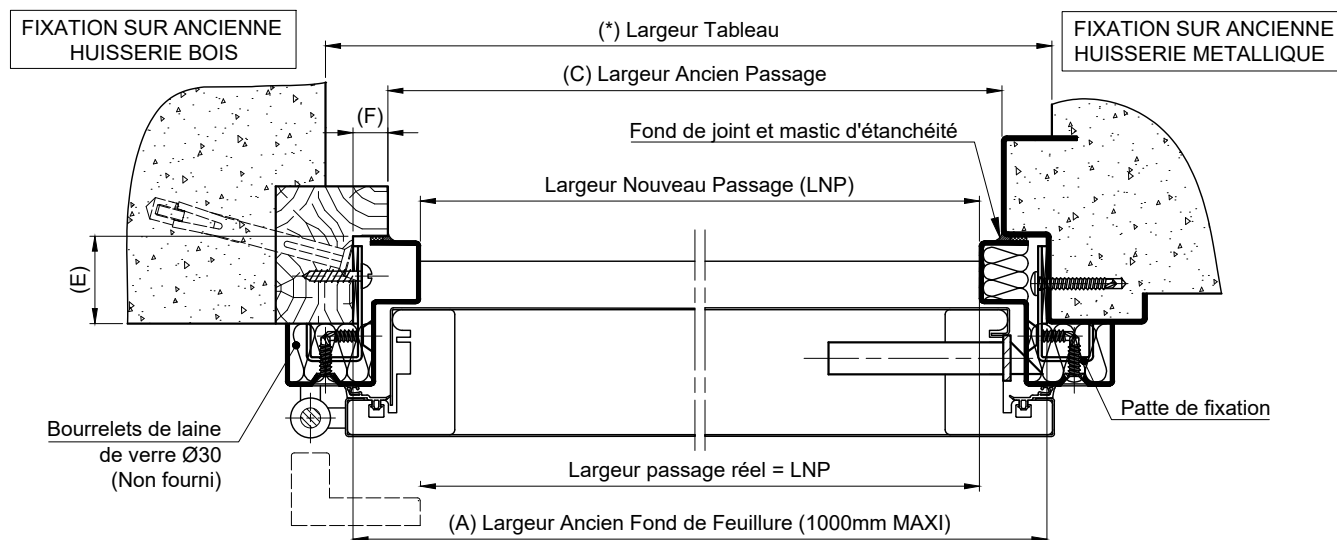 FIXATION SUR ANCIENNE
HUISSERIE BOIS
(*) Largeur Tableau
FIXATION SUR ANCIENNE
HUISSERIE METALLIQUE
(C) Largeur Ancien Passage
(F)
Fond de joint et mastic d'étanchéité
Largeur Nouveau Passage (LNP)
(E)
Bourrelets de laine
de verre Ø30
(Non fourni)
Patte de fixation
Largeur passage réel = LNP
(A) Largeur Ancien Fond de Feuillure (1000mm MAXI)